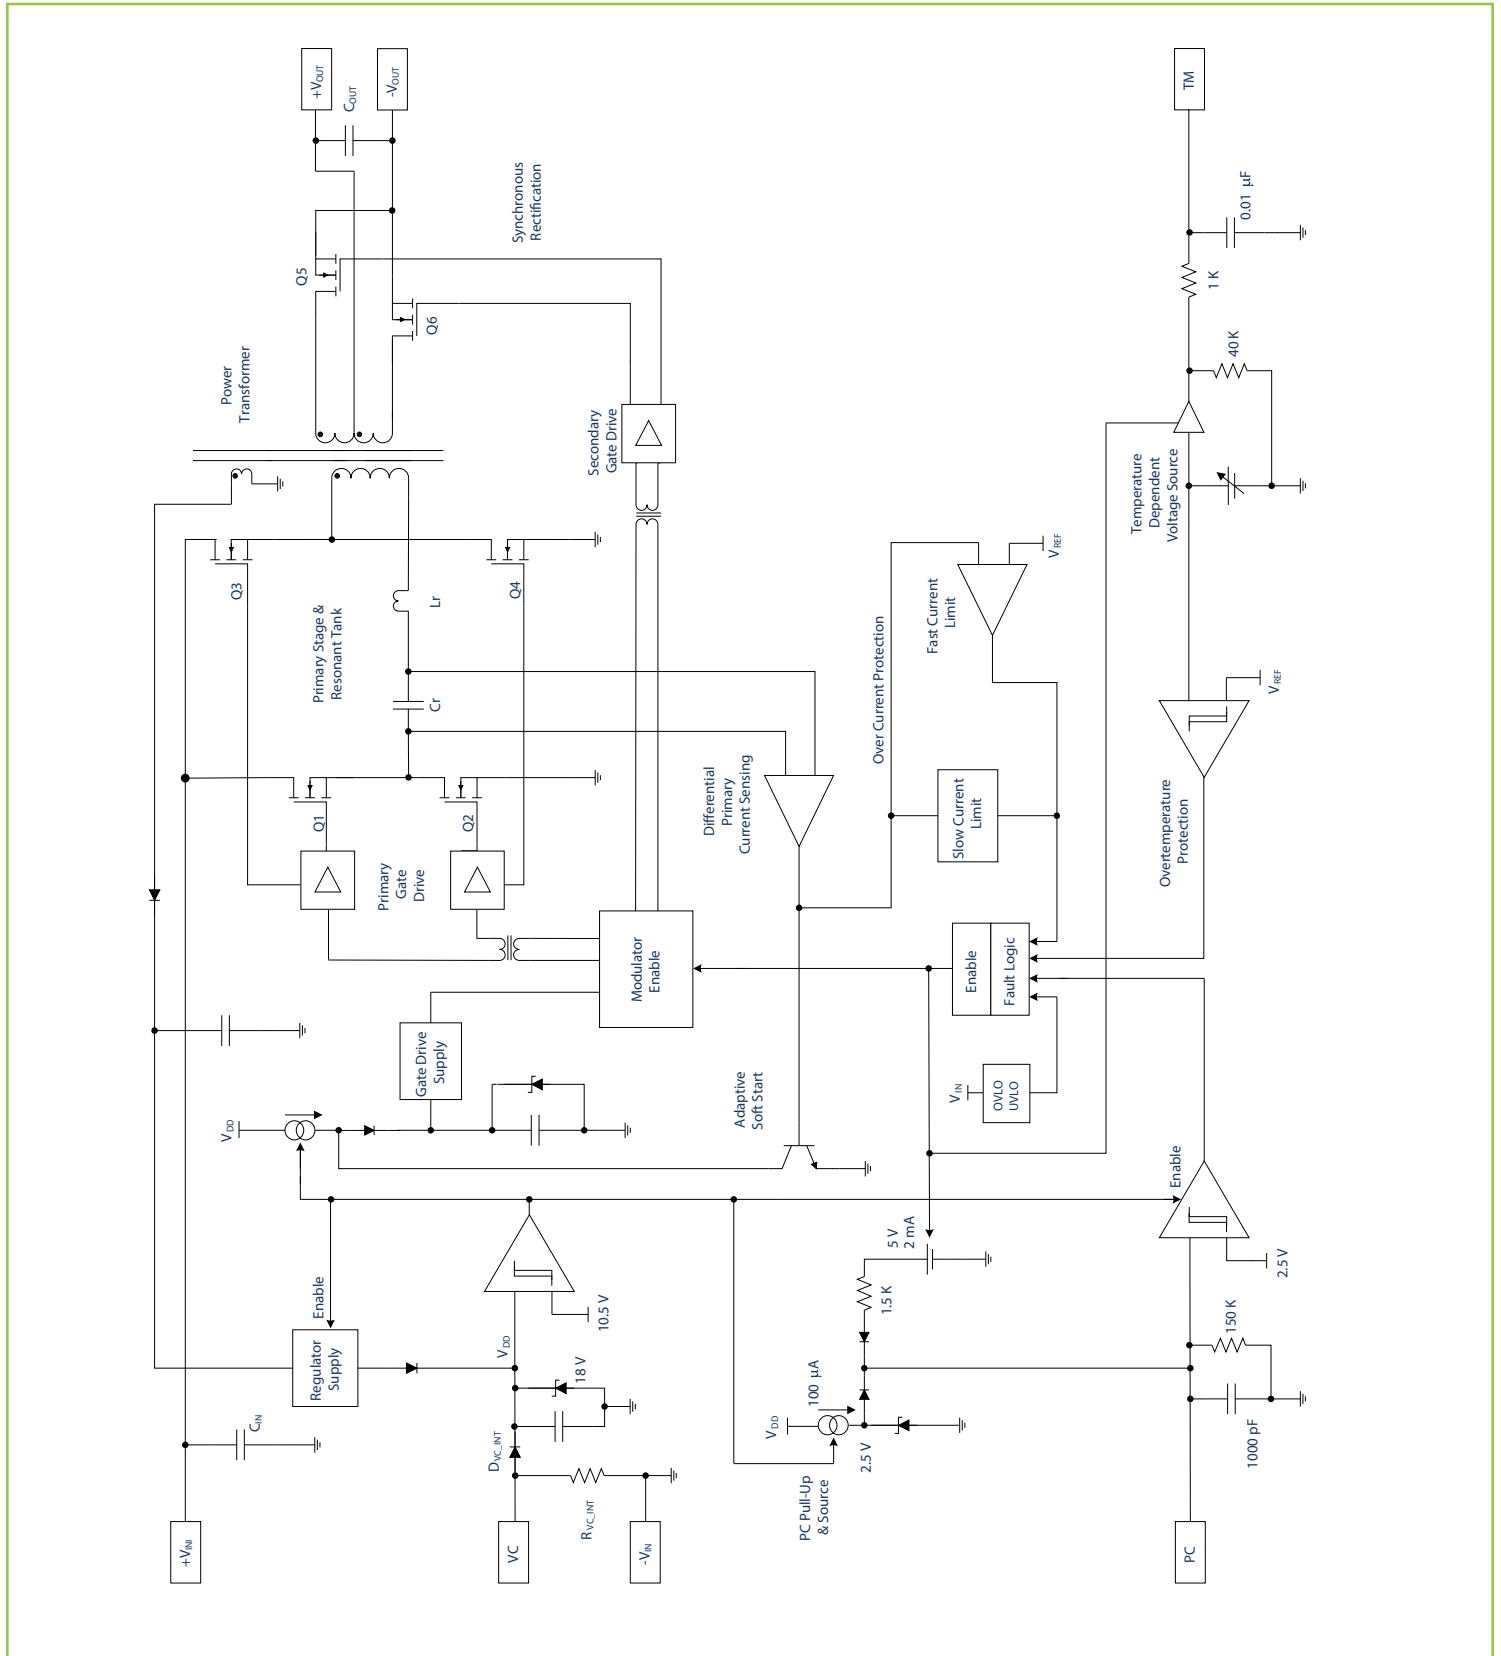 +VOUT
COUT
-VOUT
TM
0.01 µF
1 K
40 K
Synchronous
Rectification
Q5
Q6
Power
Transformer
Secondary
Gate Drive
Temperature
Dependent
Voltage Source
Q3
Primary Stage &
Resonant Tank
Lr
Q4
Cr
Fast Current
Limit
VREF
Over Current Protection
VREF
Q1
Q2
Primary
Gate
Drive
Differential
Primary
Current Sensing
Slow Current
Limit
Overtemperature
Protection
Modulator
Enable
Enable
Fault Logic
Gate Drive
Supply
VDD
Adaptive
Soft Start
VIN
OVLO
UVLO
Enable
Enable
Regulator
Supply
VDD
10.5 V
18 V
5 V
2 mA
1.5 K
2.5 V
150 K
1000 pF
100 µA
VDD
2.5 V
PC Pull-Up
& Source
CIN
DVC_INT
RVC_INT
+VINI
VC
-VIN
PC